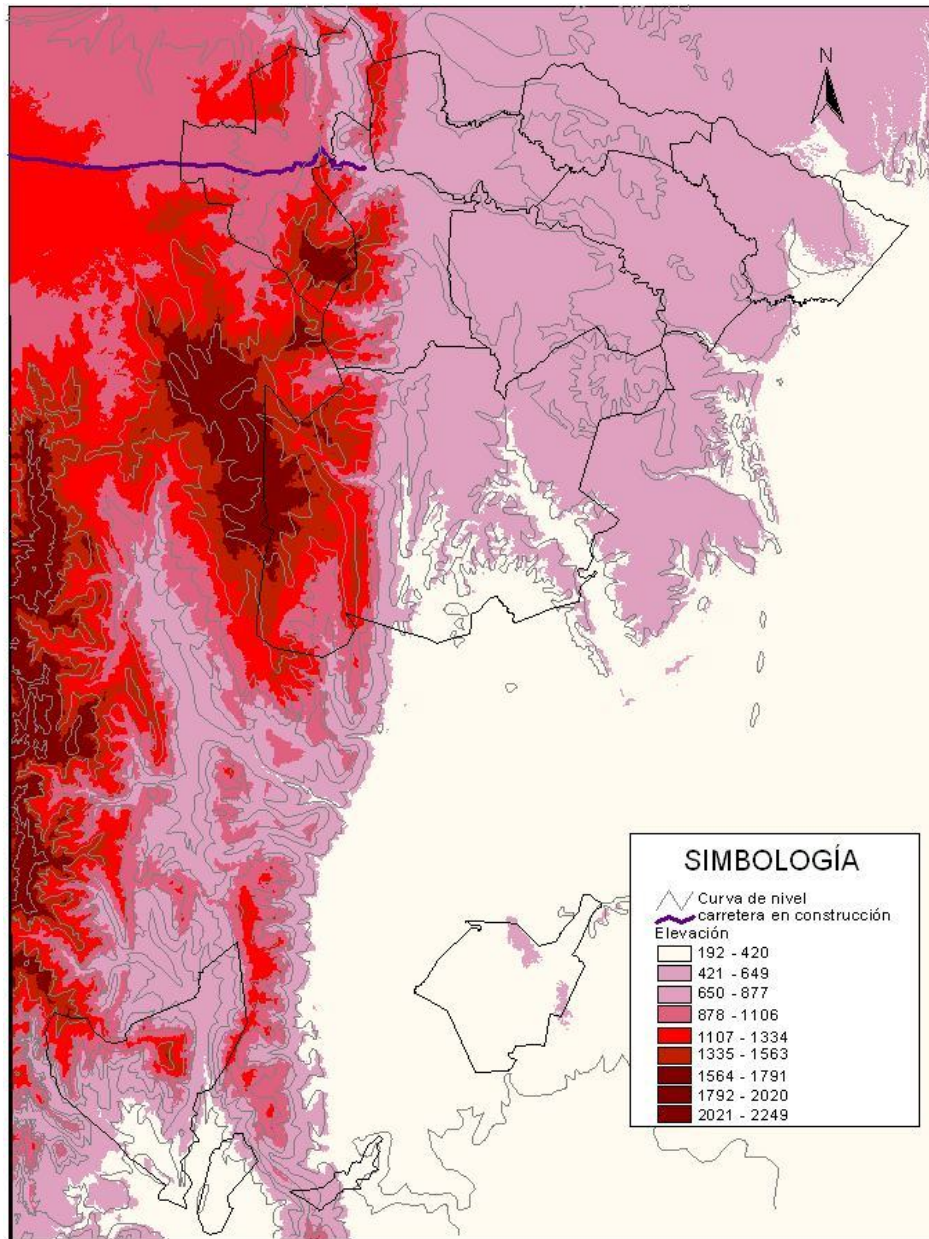 N
SIMBOLOGÍA
Curva de nivel
carretera en construcción
Elevación
192 - 420
421 - 649
650 - 877
878 - 1106
1107 - 1334
1335 - 1563
1564 - 1791
1792 - 2020
2021 - 2249